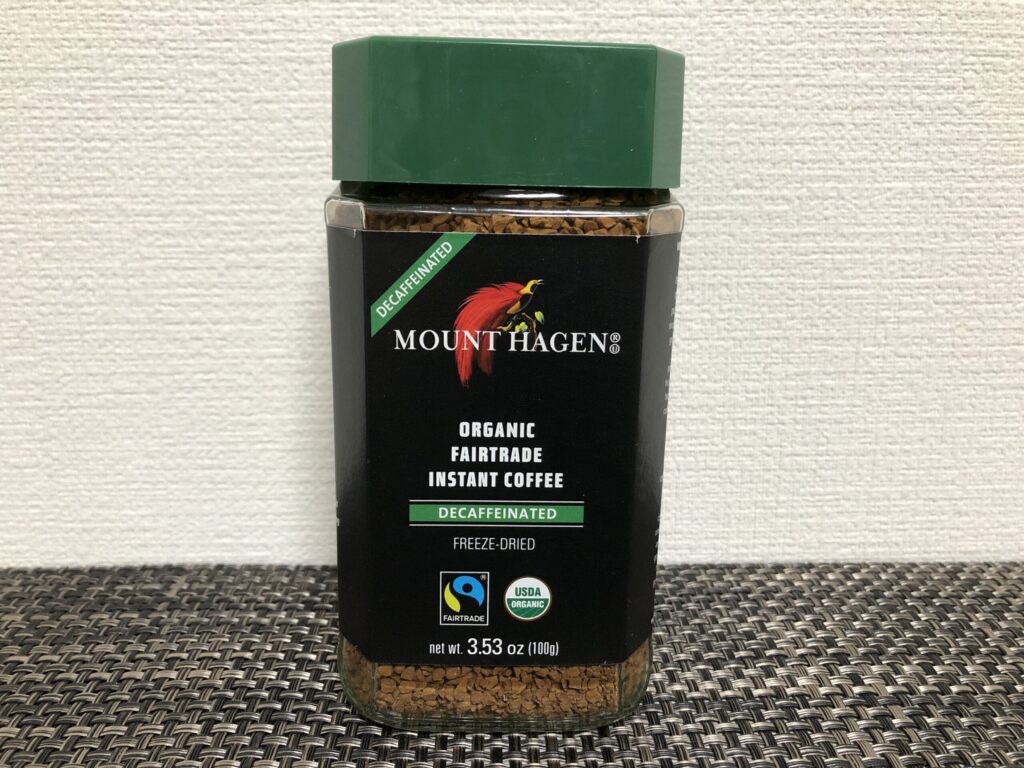 DECAFFEINATED
MOUNT HAGEN®Ⓤ
ORGANIC
FAIRTRADE
INSTANT COFFEE
DECAFFEINATED
FREEZE-DRIED
®
FAIRTRADE
USDA
ORGANIC
net wt. 3.53 oz (100g)